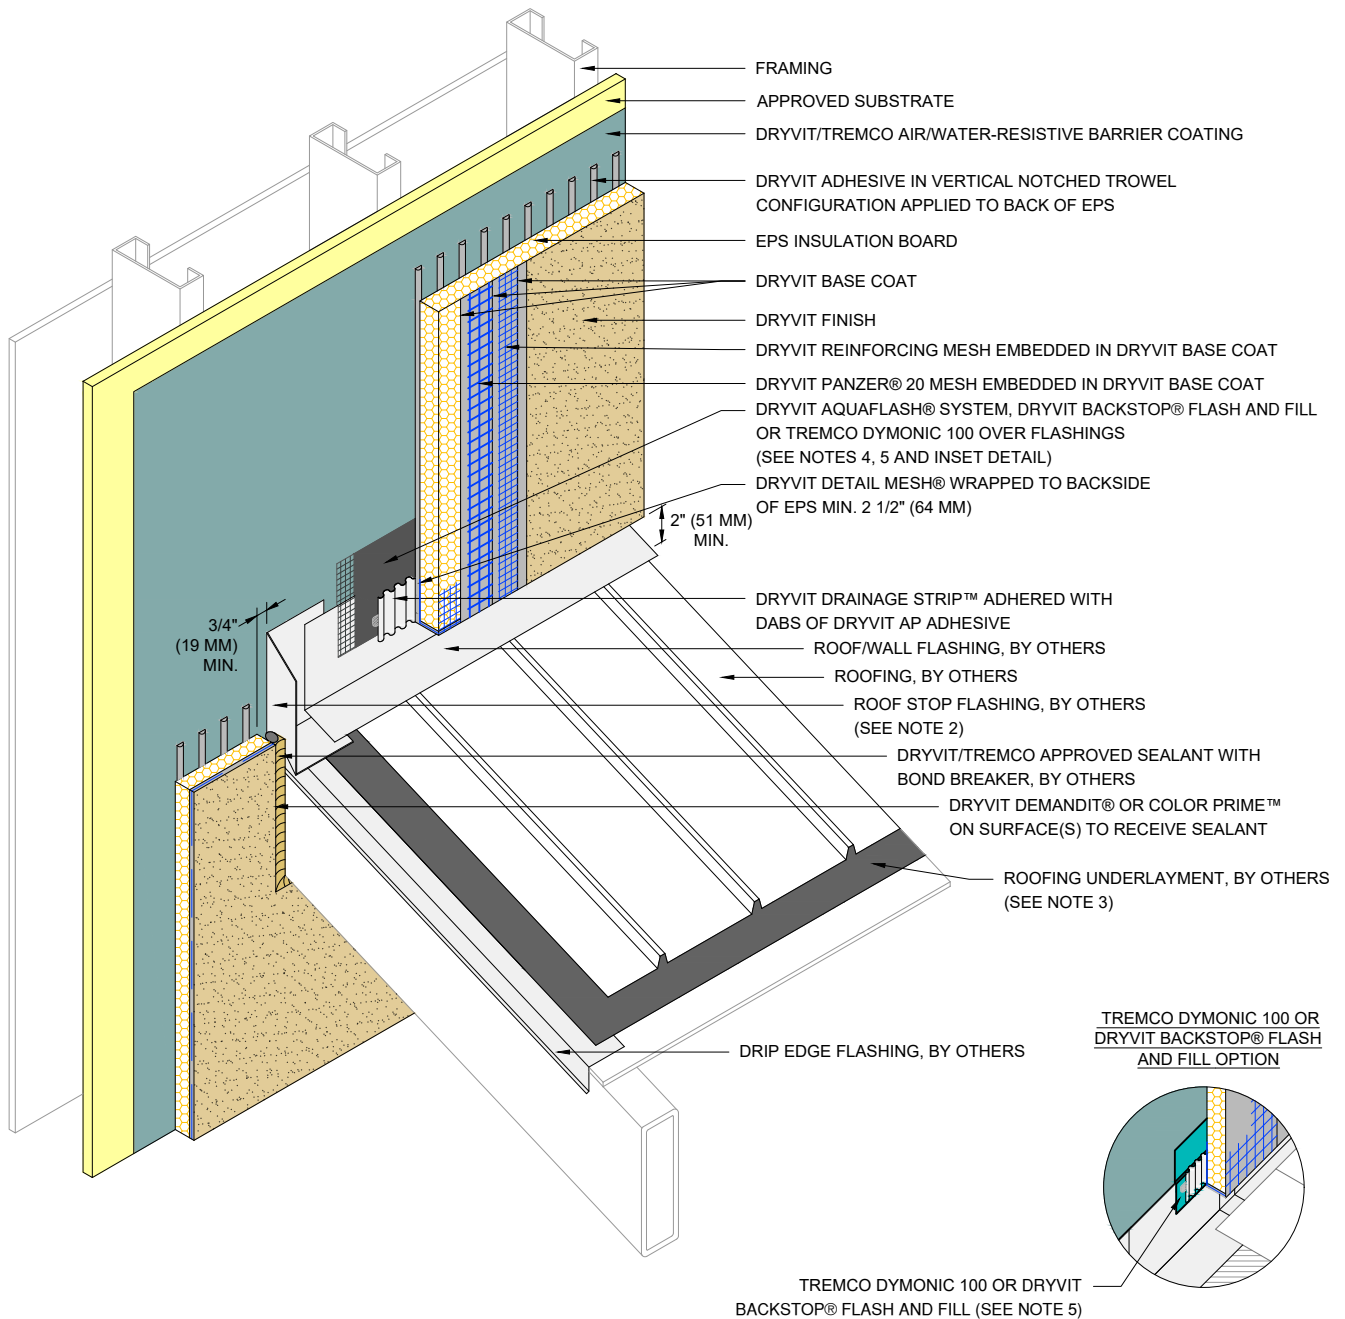 FRAMING
APPROVED SUBSTRATE
DRYVIT/TREMCO AIR/WATER-RESISTIVE BARRIER COATING
DRYVIT ADHESIVE IN VERTICAL NOTCHED TROWEL
CONFIGURATION APPLIED TO BACK OF EPS
EPS INSULATION BOARD
DRYVIT BASE COAT
DRYVIT FINISH
DRYVIT REINFORCING MESH EMBEDDED IN DRYVIT BASE COAT
DRYVIT PANZER® 20 MESH EMBEDDED IN DRYVIT BASE COAT
DRYVIT AQUAFLASH® SYSTEM, DRYVIT BACKSTOP® FLASH AND FILL
OR TREMCO DYMONIC 100 OVER FLASHINGS
(SEE NOTES 4, 5 AND INSET DETAIL)
DRYVIT DETAIL MESH® WRAPPED TO BACKSIDE
OF EPS MIN. 2 1/2" (64 MM)
2" (51 MM)
MIN.
DRYVIT DRAINAGE STRIP™ ADHERED WITH
DABS OF DRYVIT AP ADHESIVE
3/4"
(19 MM)
MIN.
ROOF/WALL FLASHING, BY OTHERS
ROOFING, BY OTHERS
ROOF STOP FLASHING, BY OTHERS
(SEE NOTE 2)
DRYVIT/TREMCO APPROVED SEALANT WITH
BOND BREAKER, BY OTHERS
DRYVIT DEMANDIT® OR COLOR PRIME™
ON SURFACE(S) TO RECEIVE SEALANT
ROOFING UNDERLAYMENT, BY OTHERS
(SEE NOTE 3)
DRIP EDGE FLASHING, BY OTHERS
TREMCO DYMONIC 100 OR
DRYVIT BACKSTOP® FLASH
AND FILL OPTION
TREMCO DYMONIC 100 OR DRYVIT
BACKSTOP® FLASH AND FILL (SEE NOTE 5)